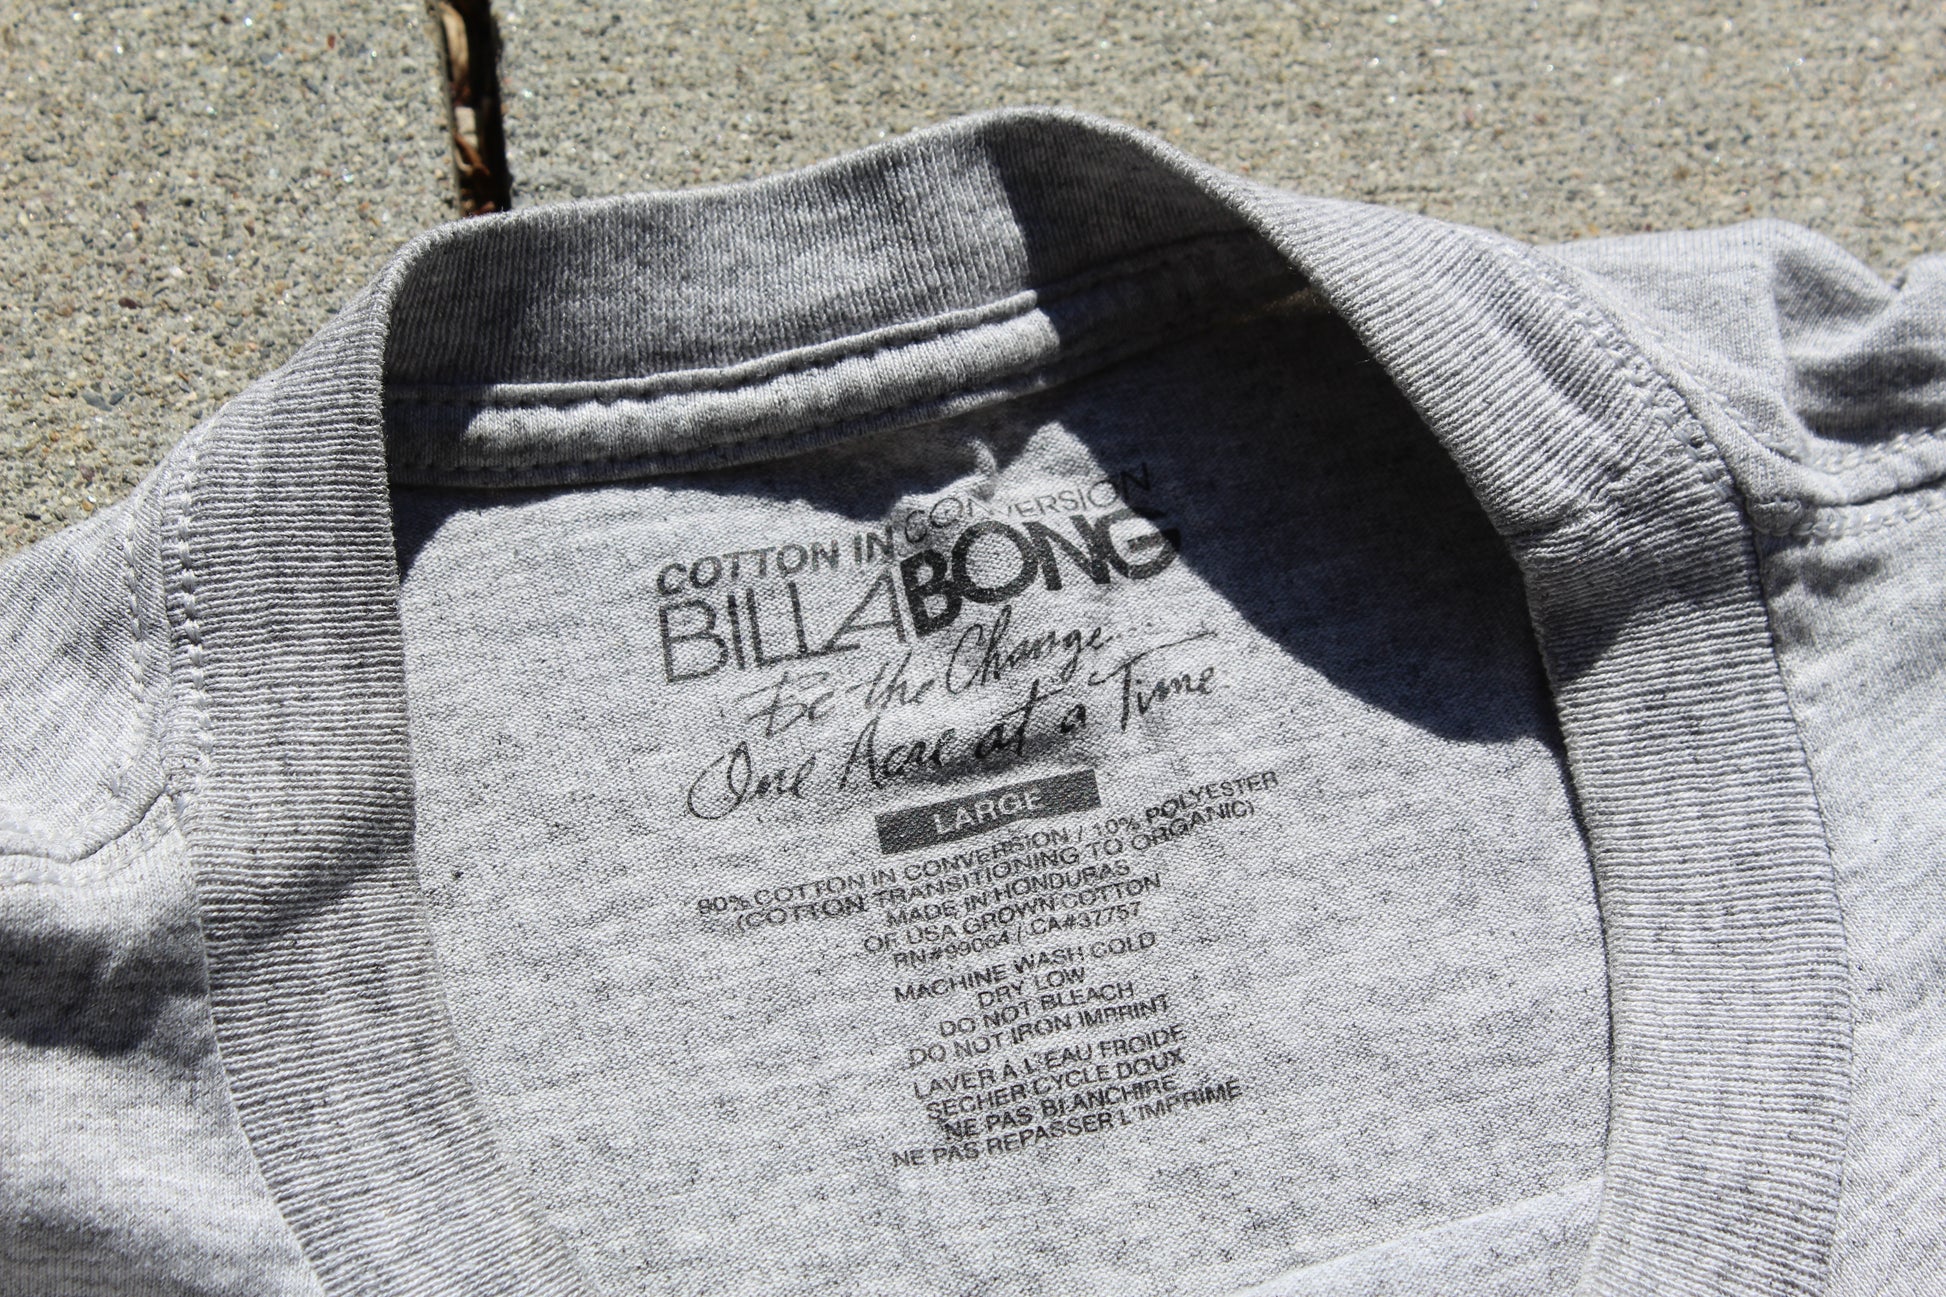 COTTON IN CONVERSION
BILLABONG
Be the Change...
One Acre at a Time
LARGE
90% COTTON IN CONVERSION / 10% POLYESTER
(COTTON TRANSITIONING TO ORGANIC)
MADE IN HONDURAS
OF USA GROWN COTTON
RN#99064 / CA#37757
MACHINE WASH COLD
DRY LOW
DO NOT BLEACH
DO NOT IRON IMPRINT
LAVER À L'EAU FROIDE
SECHER CYCLE DOUX
NE PAS BLANCHIRE
NE PAS REPASSER L'IMPRIME